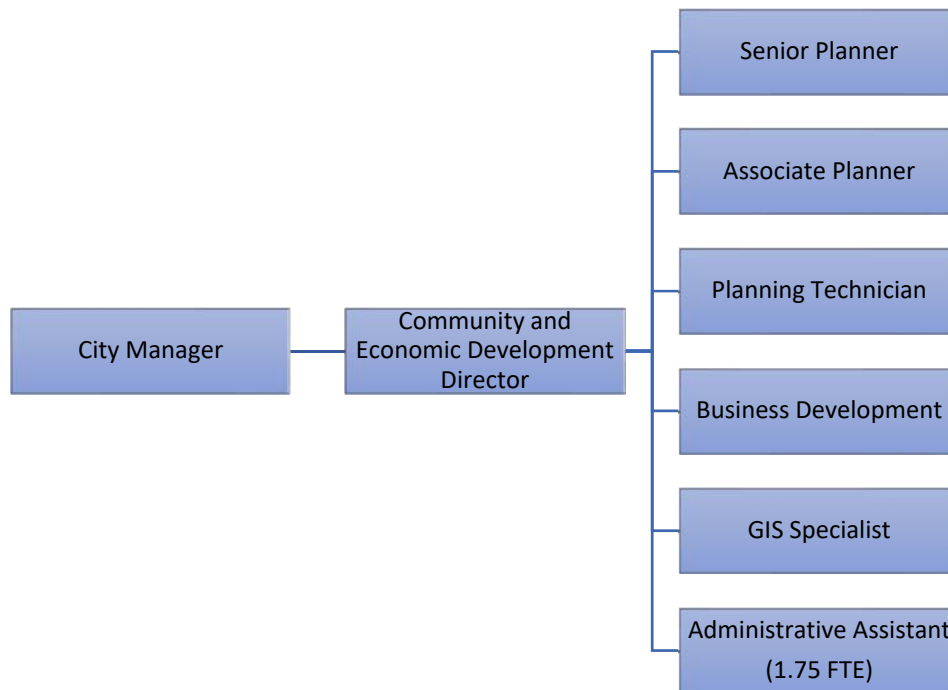 City Manager
Community and
Economic Development
Director
Senior Planner
Associate Planner
Planning Technician
Business Development
GIS Specialist
Administrative Assistant
(1.75 FTE)